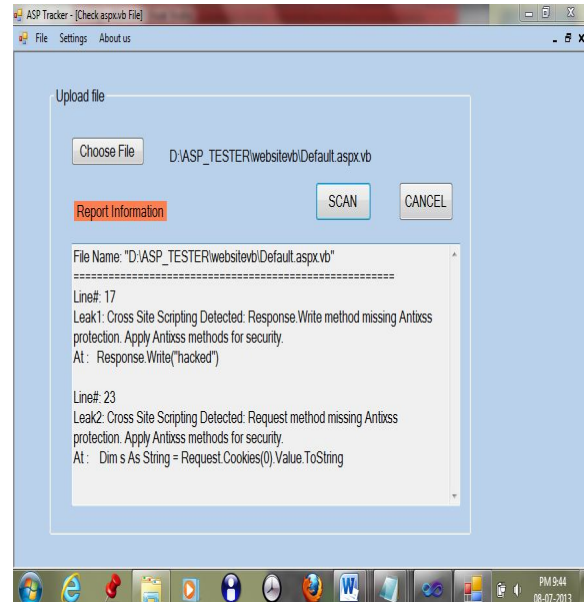 ASP Tracker - [Check aspx.vb File]
File Settings About us
Upload file
Choose File D:\ASP_TESTER\websitevb\Default.aspx.vb
SCAN CANCEL
Report Information
File Name: "D:\ASP_TESTER\websitevb\Default.aspx.vb"
=======================================================
Line#: 17
Leak1: Cross Site Scripting Detected: Response.Write method missing Antixss
protection. Apply Antixss methods for security.
At : Response.Write("hacked")
Line#: 23
Leak2: Cross Site Scripting Detected: Request method missing Antixss
protection. Apply Antixss methods for security.
At : Dim s As String = Request.Cookies(0).Value.ToString
PM 9:44
08-07-2013